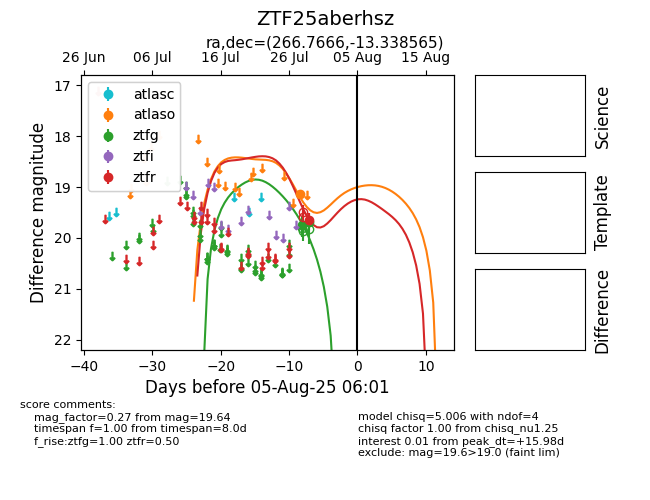 ZTF25aberhsz
ra,dec=(266.7666,-13.338565)
26 Jun 06 Jul 16 Jul 26 Jul 05 Aug 15 Aug
17
18
19
20
21
22
Difference magnitude
atlasc
atlaso
ztfg
ztfi
ztfr
−40 −30 −20 −10 0 10
Days before 05-Aug-25 06:01
Science
Template
Difference
score comments:
mag_factor=0.27 from mag=19.64
timespan f=1.00 from timespan=8.0d
f_rise:ztfg=1.00 ztfr=0.50
model chisq=5.006 with ndof=4
chisq factor 1.00 from chisq_nu1.25
interest 0.01 from peak_dt=+15.98d
exclude: mag=19.6>19.0 (faint lim)